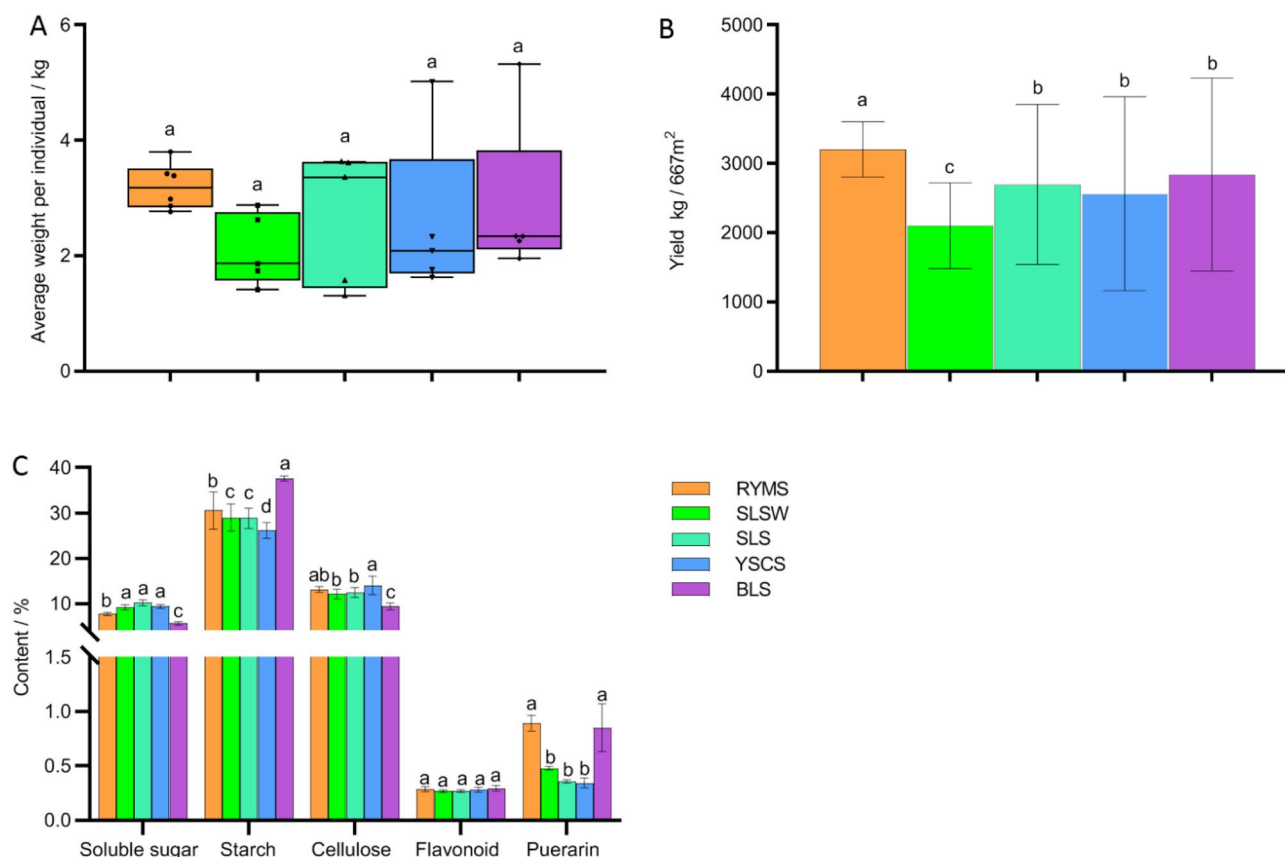 A
Average weight per individual / kg
6
4
2
0
a
a
a
a
a
B
Yield kg / 667m²
5000
4000
3000
2000
1000
0
a
c
b
b
b
C
Content / %
40
30
20
10
1.5
1.0
0.5
0.0
b a a a c
b c c d a
ab b b a c
a a a a a
a b b b a
Soluble sugar Starch Cellulose Flavonoid Puerarin
RYMS
SLSW
SLS
YSCS
BLS